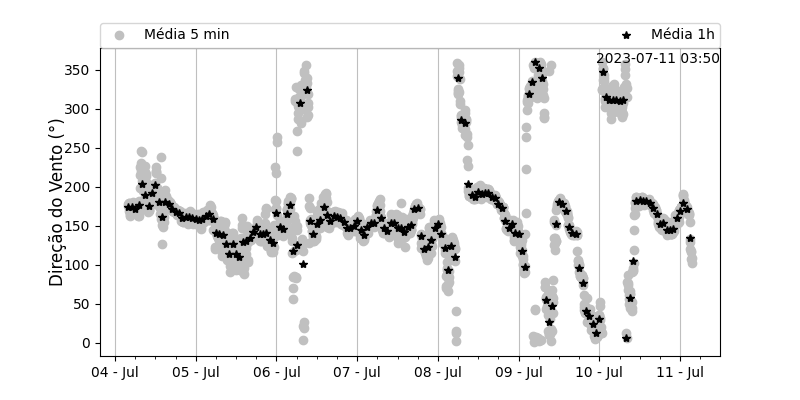 Média 5 min
Média 1h
2023-07-11 03:50
Direção do Vento (°)
350
300
250
200
150
100
50
0
04 - Jul
05 - Jul
06 - Jul
07 - Jul
08 - Jul
09 - Jul
10 - Jul
11 - Jul